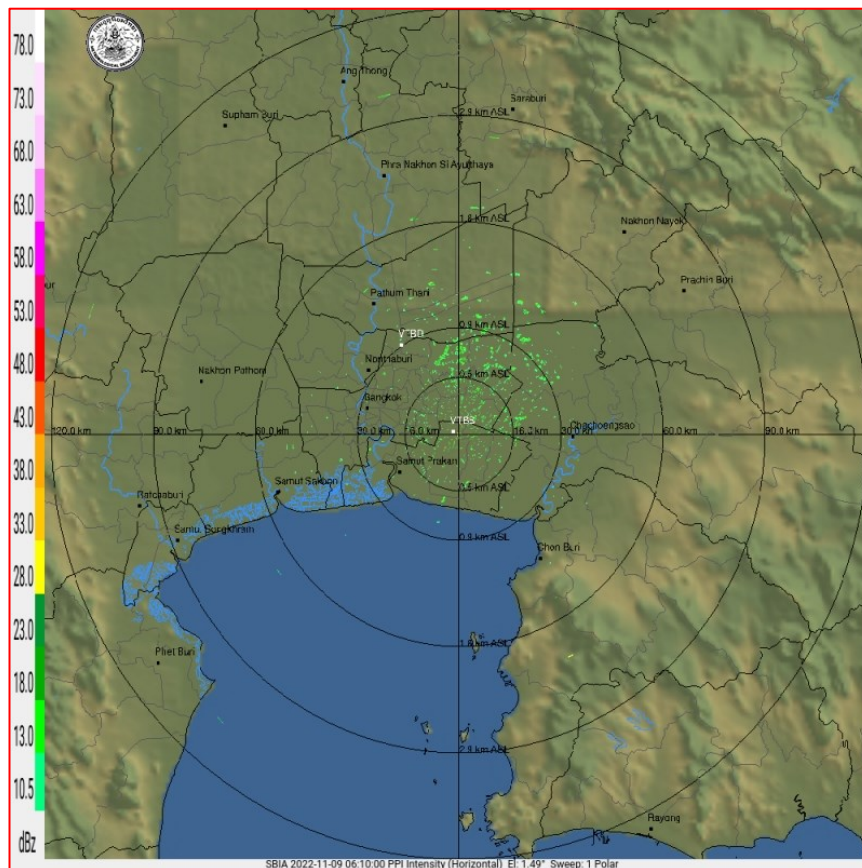 78.0
73.0
68.0
63.0
58.0
53.0
48.0
43.0
38.0
33.0
28.0
23.0
18.0
13.0
10.5
dBz
Ang Thong
Saraburi
2.9 km ASL
Supham Buri
Phra Nakhon Si Ayutthaya
1.8 km ASL
Nakhon Nayok
Prachin Buri
Pathum Thani
0.9 km ASL
VTBD
Nonthaburi
0.5 km ASL
Nakhon Pathom
Bangkok
VTBS
Chachoengsao
120.0 km
90.0 km
60.0 km
30.0 km
15.0 km
15.0 km
30.0 km
60.0 km
90.0 km
Samut Prakan
Samut Sakhon
Ratchaburi
0.5 km ASL
Samut Songkhram
0.9 km ASL
Chon Buri
1.8 km ASL
Phet Buri
2.9 km ASL
Rayong
SBIA 2022-11-09 06:10:00 PPI Intensity (Horizontal) El: 1.49° Sweep: 1 Polar